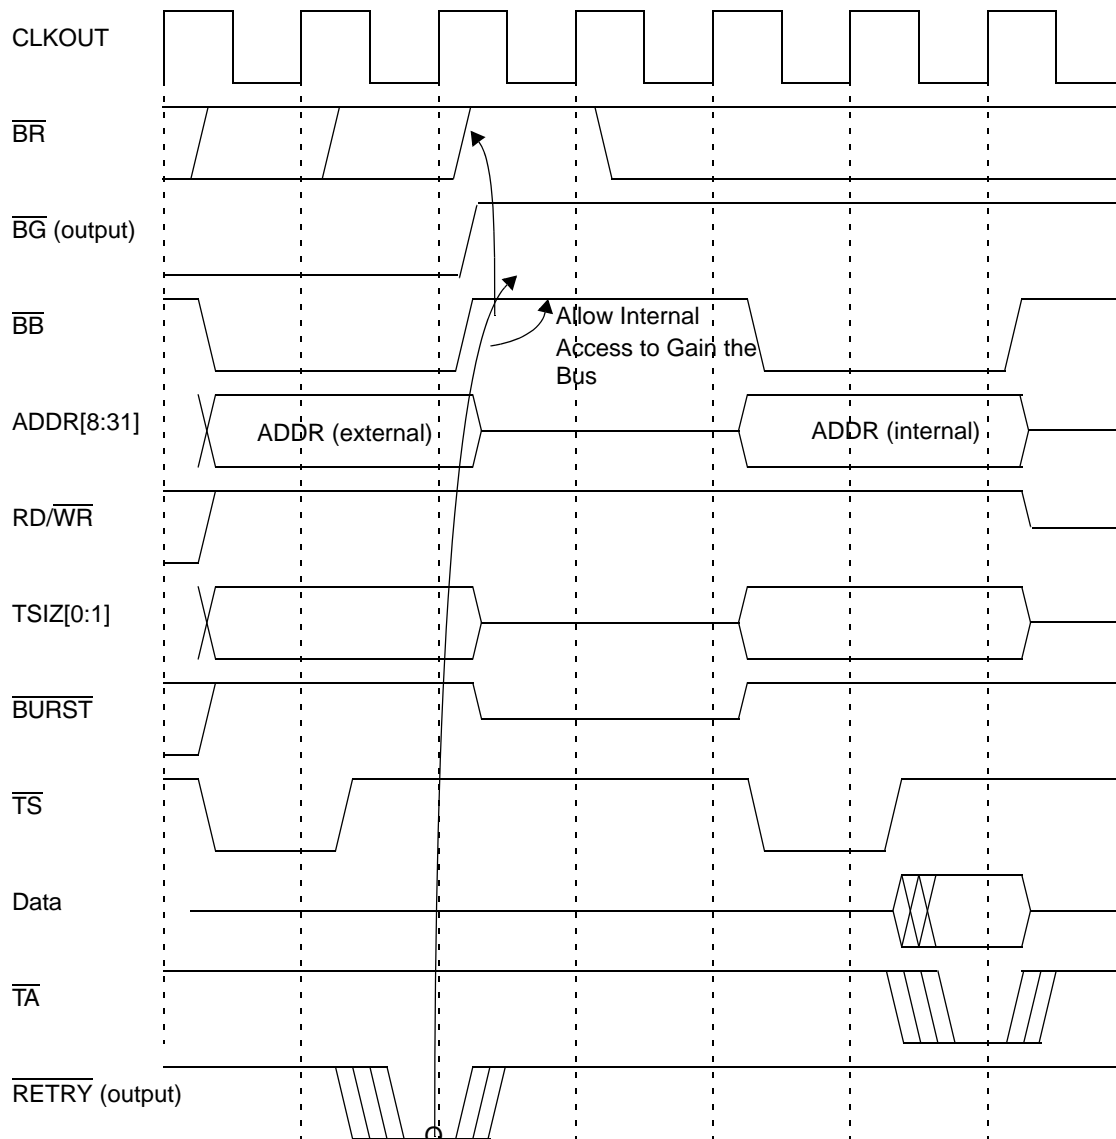 CLKOUT
BR
BG (output)
BB
Allow Internal
Access to Gain the
Bus
ADDR[8:31]
ADDR (external)
ADDR (internal)
RD/WR
TSIZ[0:1]
BURST
TS
Data
TA
RETRY (output)